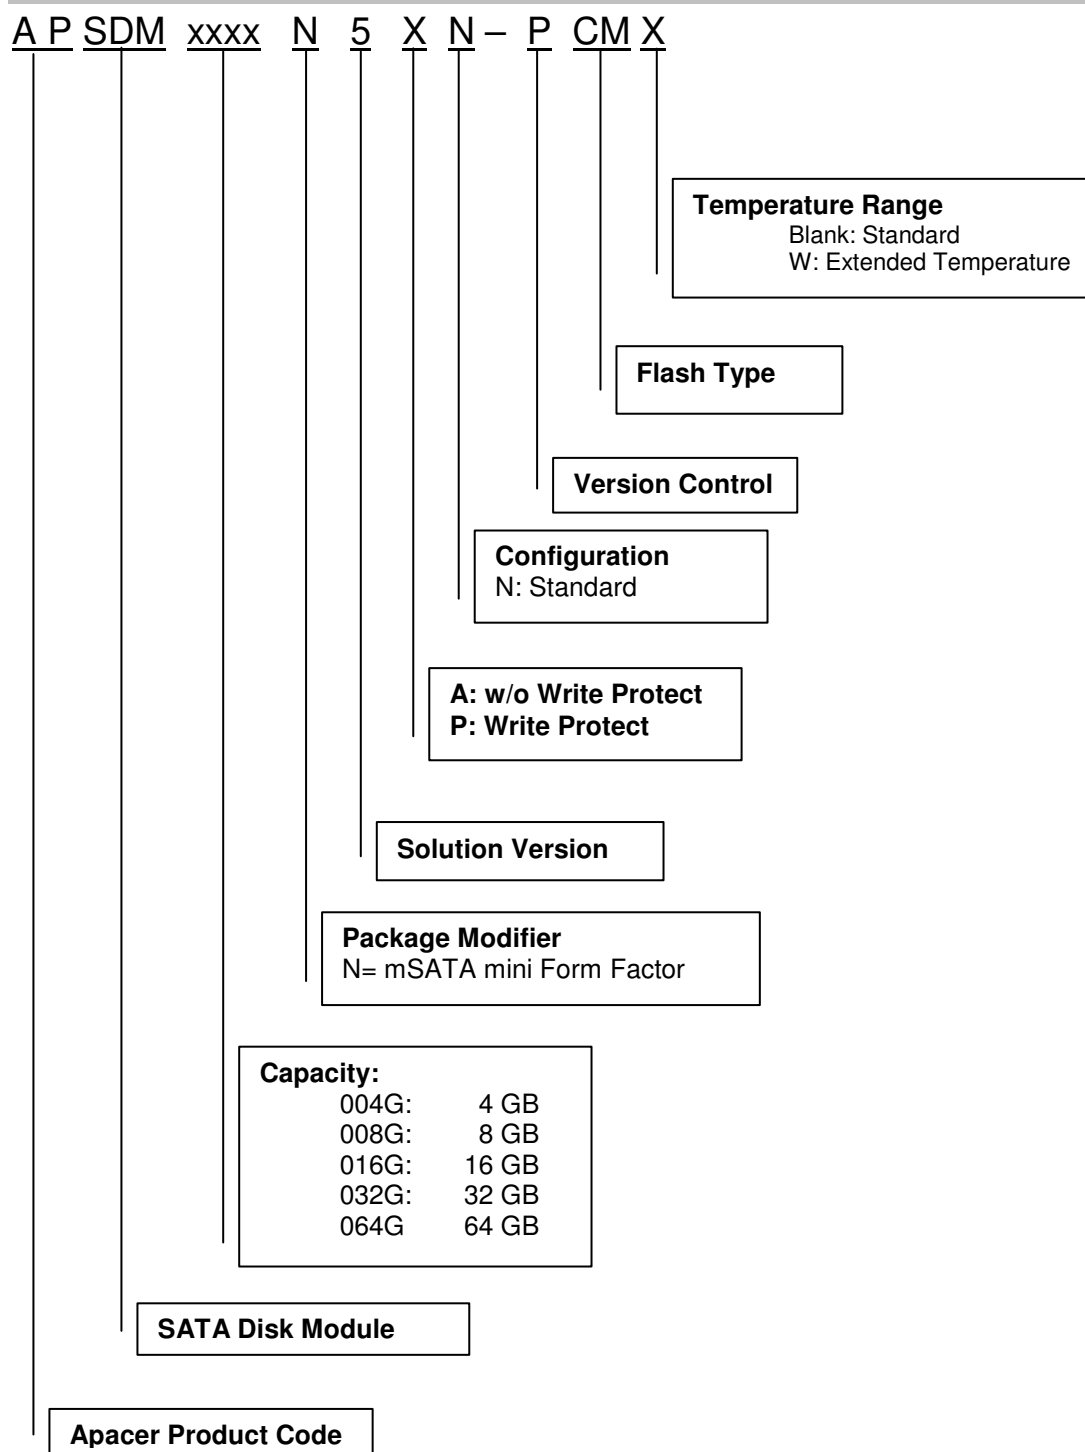 A P SDM xxxx N 5 X N – P CM X
Temperature Range
Blank: Standard
W: Extended Temperature
Flash Type
Version Control
Configuration
N: Standard
A: w/o Write Protect
P: Write Protect
Solution Version
Package Modifier
N= mSATA mini Form Factor
Capacity:
004G: 4 GB
008G: 8 GB
016G: 16 GB
032G: 32 GB
064G 64 GB
SATA Disk Module
Apacer Product Code